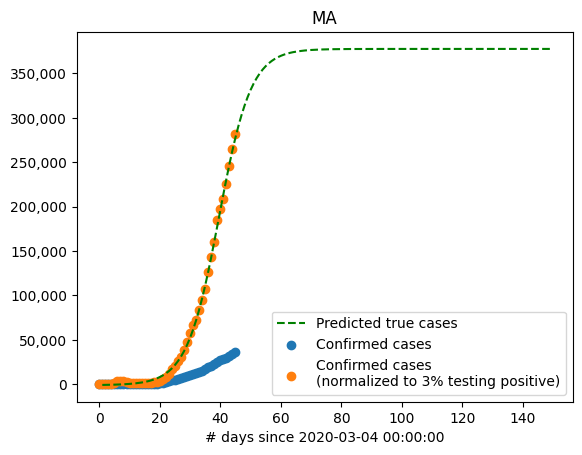 MA
350,000
300,000
250,000
200,000
150,000
100,000
50,000
0
Predicted true cases
Confirmed cases
Confirmed cases
(normalized to 3% testing positive)
0 20 40 60 80 100 120 140
# days since 2020-03-04 00:00:00